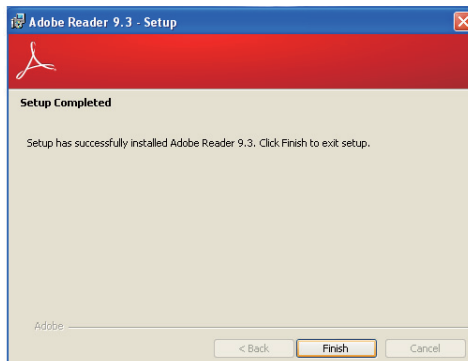 Adobe Reader 9.3 - Setup
Setup Completed
Setup has successfully installed Adobe Reader 9.3. Click Finish to exit setup.
Adobe
< Back
Finish
Cancel